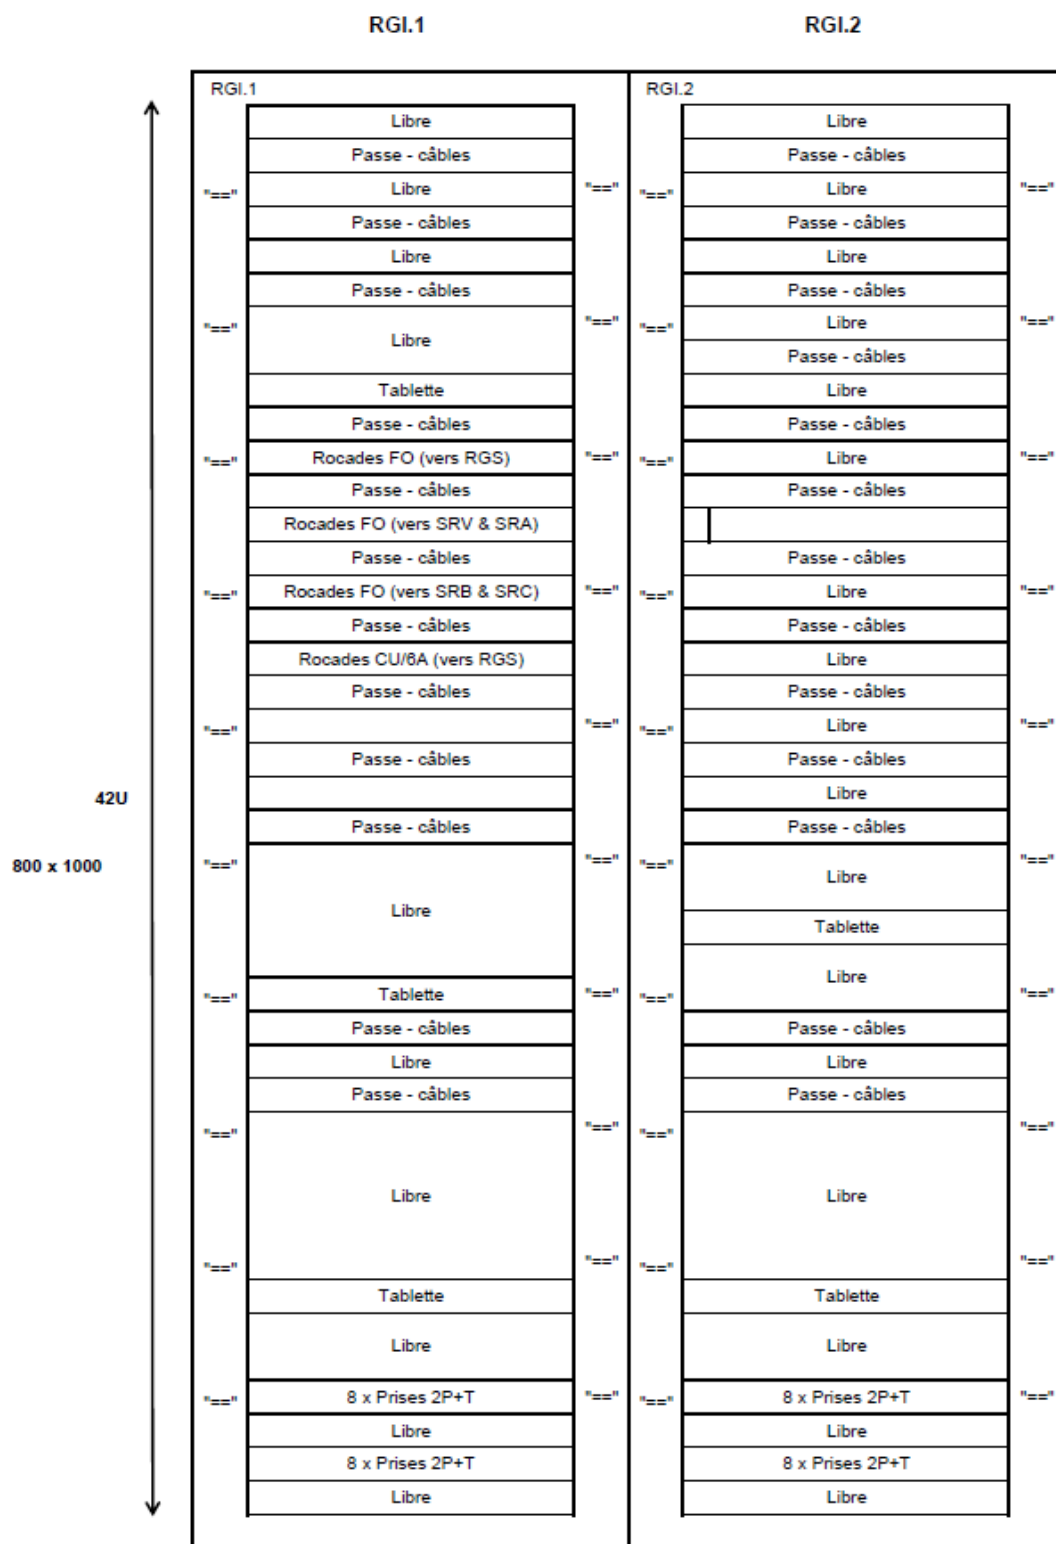 RGI.1 RGI.2
RGI.1 RGI.2
Libre Libre
Passe - câbles Passe - câbles
"==" Libre "==" "==" Libre "=="
Passe - câbles Passe - câbles
Libre Libre
Passe - câbles Passe - câbles
"==" Libre "==" "==" Libre "=="
Passe - câbles
Tablette Libre
Passe - câbles Passe - câbles
"==" Rocades FO (vers RGS) "==" "==" Libre "=="
Passe - câbles Passe - câbles
Rocades FO (vers SRV & SRA)
Passe - câbles Passe - câbles
"==" Rocades FO (vers SRB & SRC) "==" "==" Libre "=="
Passe - câbles Passe - câbles
Rocades CU/6A (vers RGS) Libre
Passe - câbles Passe - câbles
"==" "==" "==" Libre "=="
Passe - câbles Passe - câbles
42U Libre
Passe - câbles Passe - câbles
800 x 1000 "==" "==" "==" Libre "=="
Libre Tablette
Libre
"==" Tablette "==" "==" "=="
Passe - câbles Passe - câbles
Libre Libre
Passe - câbles Passe - câbles
"==" "==" "==" "=="
Libre Libre
"==" "==" "==" "=="
Tablette Tablette
Libre Libre
"==" 8 x Prises 2P+T "==" "==" 8 x Prises 2P+T "=="
Libre Libre
8 x Prises 2P+T 8 x Prises 2P+T
Libre Libre